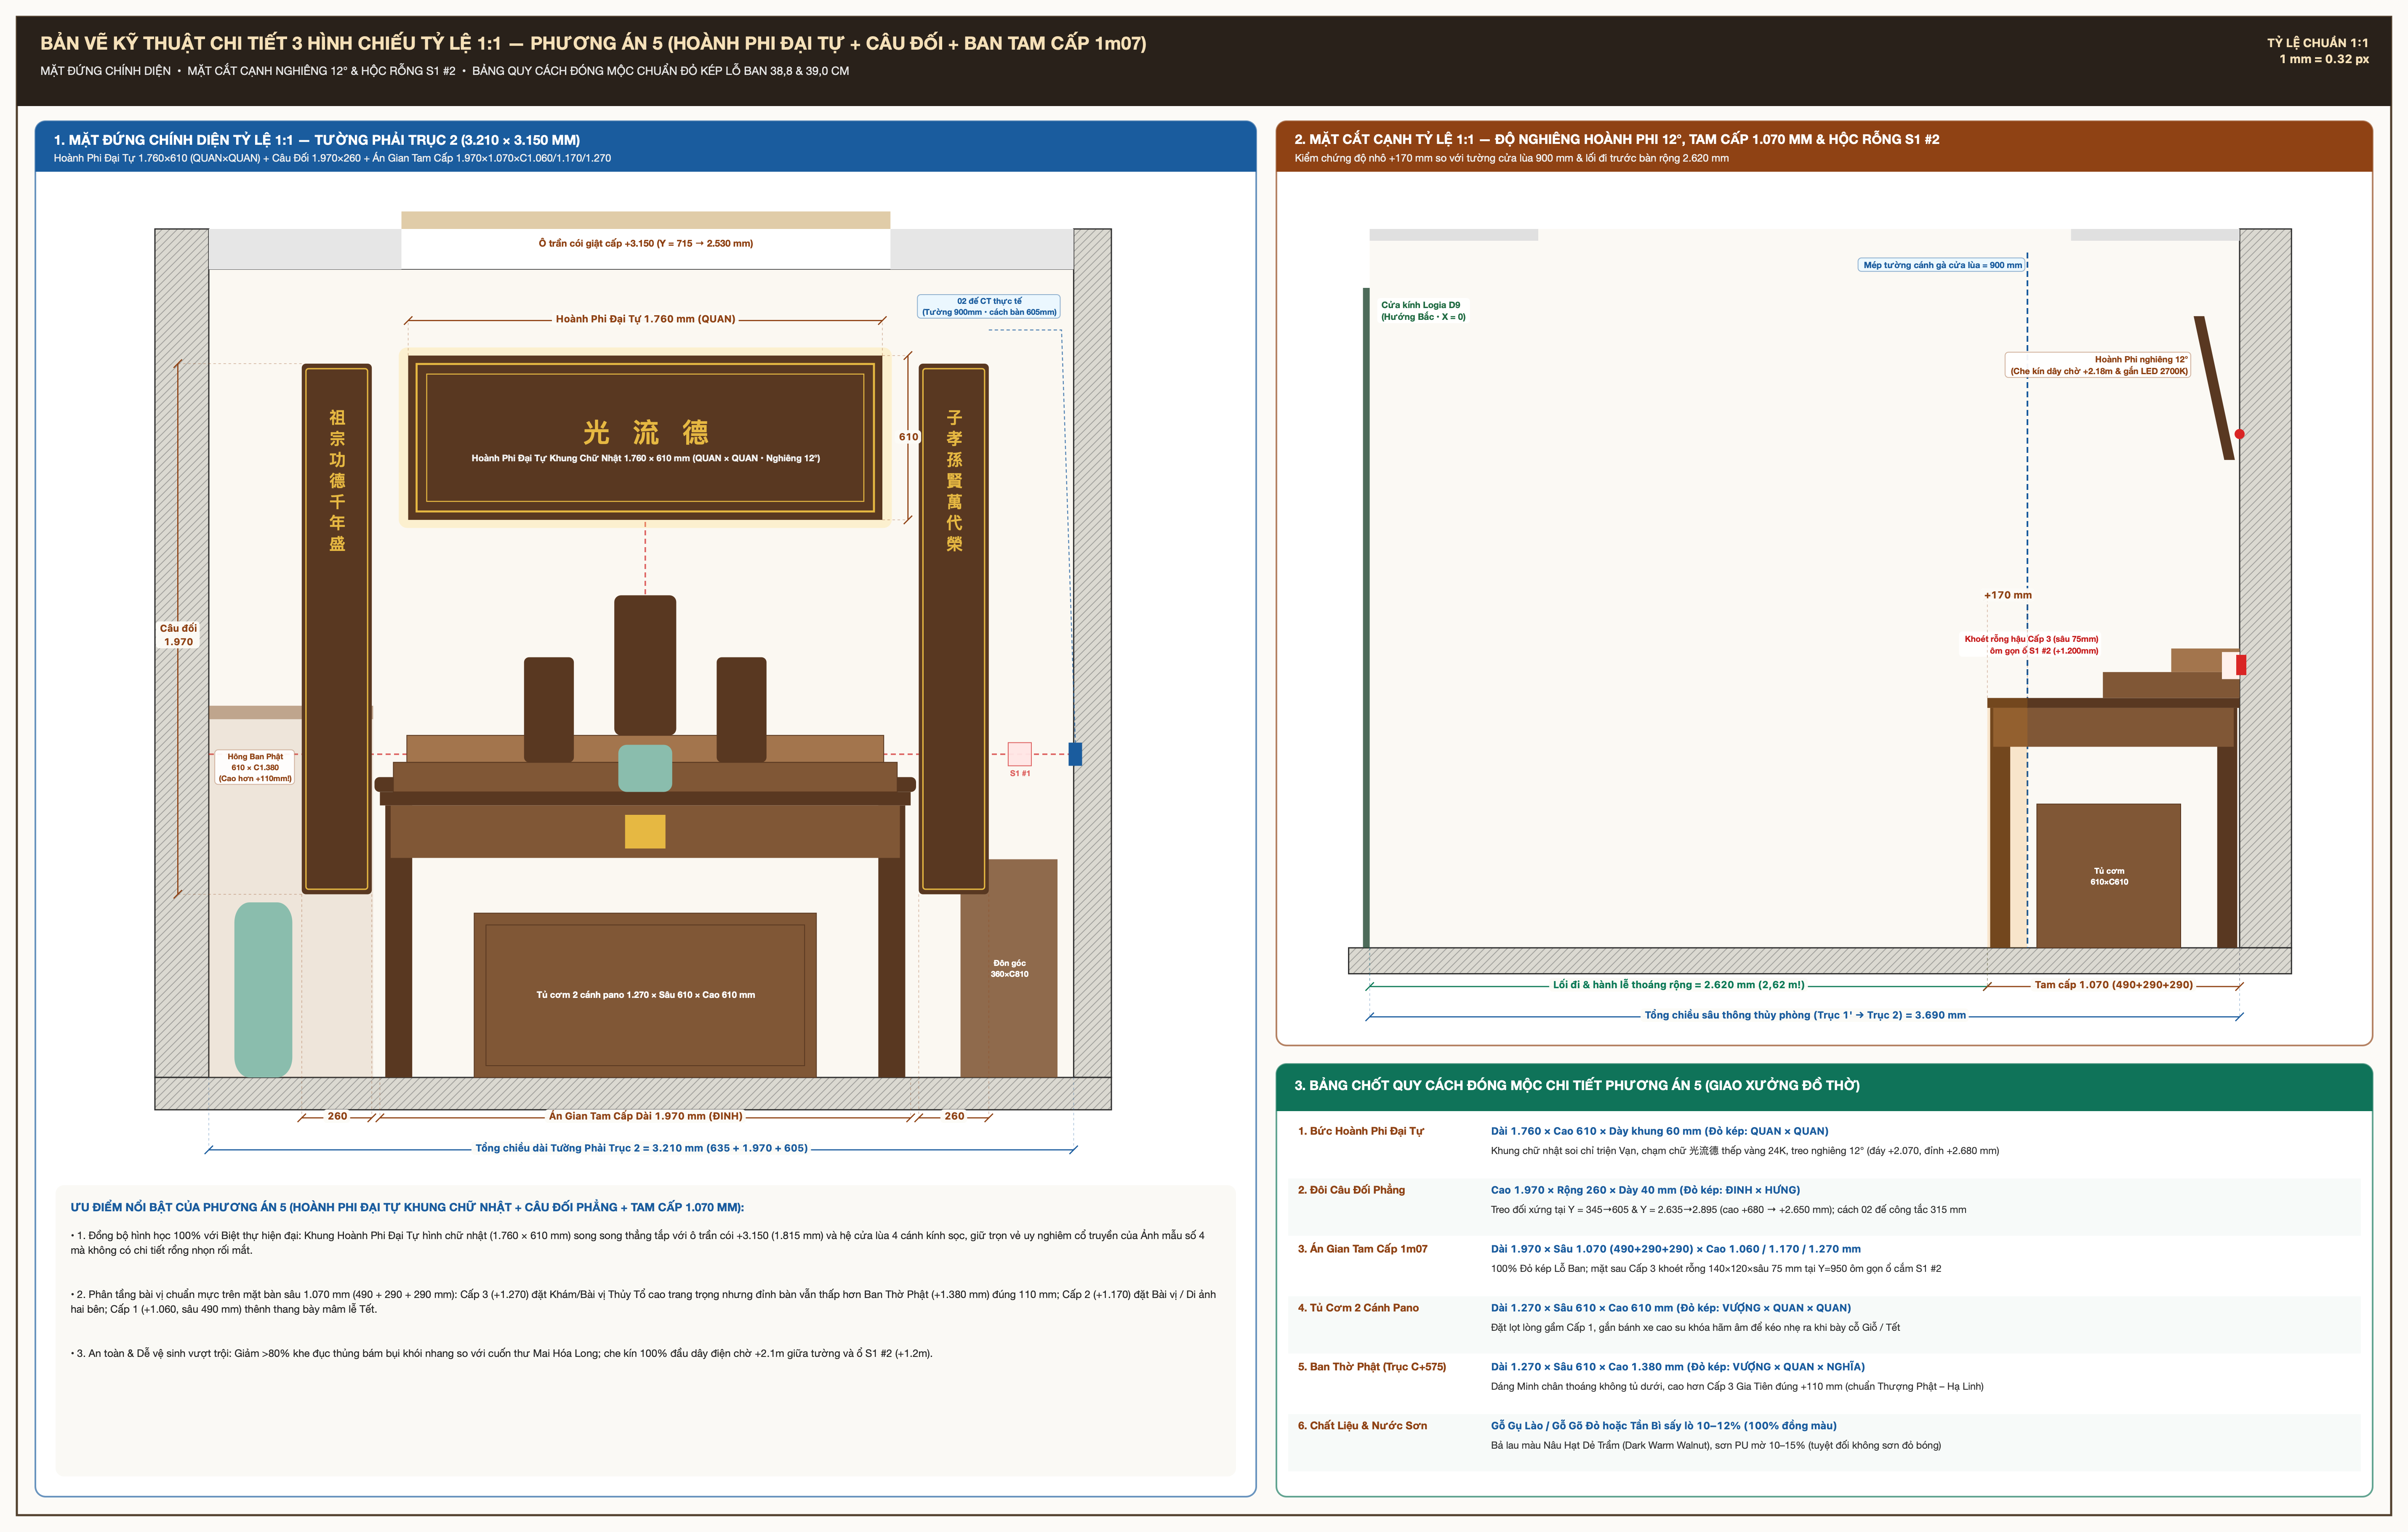 BẢN VẼ KỸ THUẬT CHI TIẾT 3 HÌNH CHIẾU TỶ LỆ 1:1 — PHƯƠNG ÁN 5 (HOÀNH PHI ĐẠI TỰ + CÂU ĐỐI + BAN TAM CẤP 1m07)
MẶT ĐỨNG CHÍNH DIỆN • MẶT CẮT CẠNH NGHIÊNG 12° & HỘC RỖNG S1 #2 • BẢNG QUY CÁCH ĐÓNG MỘC CHUẨN ĐỎ KÉP LỖ BAN 38,8 & 39,0 CM
TỶ LỆ CHUẨN 1:1
1 mm = 0.32 px
1. MẶT ĐỨNG CHÍNH DIỆN TỶ LỆ 1:1 — TƯỜNG PHẢI TRỤC 2 (3.210 × 3.150 MM)
Hoành Phi Đại Tự 1.760×610 (QUAN×QUAN) + Câu Đối 1.970×260 + Án Gian Tam Cấp 1.970×1.070×C1.060/1.170/1.270
Ô trần cói giật cấp +3.150 (Y = 715 → 2.530 mm)
02 đế CT thực tế
(Tường 900mm • cách bàn 605mm)
Hoành Phi Đại Tự 1.760 mm (QUAN)
610
光 流 德
Hoành Phi Đại Tự Khung Chữ Nhật 1.760 × 610 mm (QUAN × QUAN • Nghiêng 12°)
祖
宗
功
德
千
年
盛
子
孝
孫
賢
萬
代
榮
Câu đối
1.970
Hông Ban Phật
610 × C1.380
(Cao hơn +110mm!)
S1 #1
Đôn góc
360×C810
Tủ cơm 2 cánh pano 1.270 × Sâu 610 × Cao 610 mm
260
Án Gian Tam Cấp Dài 1.970 mm (ĐINH)
260
Tổng chiều dài Tường Phải Trục 2 = 3.210 mm (635 + 1.970 + 605)
ƯU ĐIỂM NỔI BẬT CỦA PHƯƠNG ÁN 5 (HOÀNH PHI ĐẠI TỰ KHUNG CHỮ NHẬT + CÂU ĐỐI PHẲNG + TAM CẤP 1.070 MM):
• 1. Đồng bộ hình học 100% với Biệt thự hiện đại: Khung Hoành Phi Đại Tự hình chữ nhật (1.760 × 610 mm) song song thẳng tắp với ô trần cói +3.150 (1.815 mm) và hệ cửa lùa 4 cánh kính sọc, giữ trọn vẻ uy nghiêm cổ truyền của Ảnh mẫu số 4
mà không có chi tiết rồng nhọn rối mắt.
• 2. Phân tầng bài vị chuẩn mực trên mặt bàn sâu 1.070 mm (490 + 290 + 290 mm): Cấp 3 (+1.270) đặt Khám/Bài vị Thủy Tổ cao trang trọng nhưng đỉnh bàn vẫn thấp hơn Ban Thờ Phật (+1.380 mm) đúng 110 mm; Cấp 2 (+1.170) đặt Bài vị / Di ảnh
hai bên; Cấp 1 (+1.060, sâu 490 mm) thênh thang bày mâm lễ Tết.
• 3. An toàn & Dễ vệ sinh vượt trội: Giảm >80% khe đục thủng bám bụi khói nhang so với cuốn thư Mai Hóa Long; che kín 100% đầu dây điện chờ +2.1m giữa tường và ổ S1 #2 (+1.2m).
2. MẶT CẮT CẠNH TỶ LỆ 1:1 — ĐỘ NGHIÊNG HOÀNH PHI 12°, TAM CẤP 1.070 MM & HỘC RỖNG S1 #2
Kiểm chứng độ nhô +170 mm so với tường cửa lùa 900 mm & lối đi trước bàn rộng 2.620 mm
Mép tường cánh gà cửa lùa = 900 mm
Cửa kính Logia D9
(Hướng Bắc • X = 0)
Hoành Phi nghiêng 12°
(Che kín dây chờ +2.18m & gắn LED 2700K)
+170 mm
Khoét rỗng hậu Cấp 3 (sâu 75mm)
ôm gọn ổ S1 #2 (+1.200mm)
Tủ cơm
610×C610
Lối đi & hành lễ thoáng rộng = 2.620 mm (2,62 m!)
Tam cấp 1.070 (490+290+290)
Tổng chiều sâu thông thủy phòng (Trục 1' → Trục 2) = 3.690 mm
3. BẢNG CHỐT QUY CÁCH ĐÓNG MỘC CHI TIẾT PHƯƠNG ÁN 5 (GIAO XƯỞNG ĐỒ THỜ)
1. Bức Hoành Phi Đại Tự
Dài 1.760 × Cao 610 × Dày khung 60 mm (Đỏ kép: QUAN × QUAN)
Khung chữ nhật soi chỉ triện Vạn, chạm chữ 光流德 thếp vàng 24K, treo nghiêng 12° (đáy +2.070, đỉnh +2.680 mm)
2. Đôi Câu Đối Phẳng
Cao 1.970 × Rộng 260 × Dày 40 mm (Đỏ kép: ĐINH × HƯNG)
Treo đối xứng tại Y = 345→605 & Y = 2.635→2.895 (cao +680 → +2.650 mm); cách 02 đế công tắc 315 mm
3. Án Gian Tam Cấp 1m07
Dài 1.970 × Sâu 1.070 (490+290+290) × Cao 1.060 / 1.170 / 1.270 mm
100% Đỏ kép Lỗ Ban; mặt sau Cấp 3 khoét rỗng 140×120×sâu 75 mm tại Y=950 ôm gọn ổ cắm S1 #2
4. Tủ Cơm 2 Cánh Pano
Dài 1.270 × Sâu 610 × Cao 610 mm (Đỏ kép: VƯỢNG × QUAN × QUAN)
Đặt lọt lòng gầm Cấp 1, gắn bánh xe cao su khóa hãm âm để kéo nhẹ ra khi bày cỗ Giỗ / Tết
5. Ban Thờ Phật (Trục C+575)
Dài 1.270 × Sâu 610 × Cao 1.380 mm (Đỏ kép: VƯỢNG × QUAN × NGHĨA)
Dáng Minh chân thoáng không tủ dưới, cao hơn Cấp 3 Gia Tiên đúng +110 mm (chuẩn Thượng Phật – Hạ Linh)
6. Chất Liệu & Nước Sơn
Gỗ Gụ Lào / Gỗ Gõ Đỏ hoặc Tần Bì sấy lò 10–12% (100% đồng màu)
Bả lau màu Nâu Hạt Dẻ Trầm (Dark Warm Walnut), sơn PU mờ 10–15% (tuyệt đối không sơn đỏ bóng)